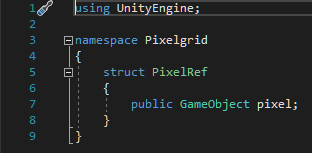 1 using UnityEngine;
2
3 namespace Pixelgrid
4 {
5 struct PixelRef
6 {
7 public GameObject pixel;
8 }
9 }